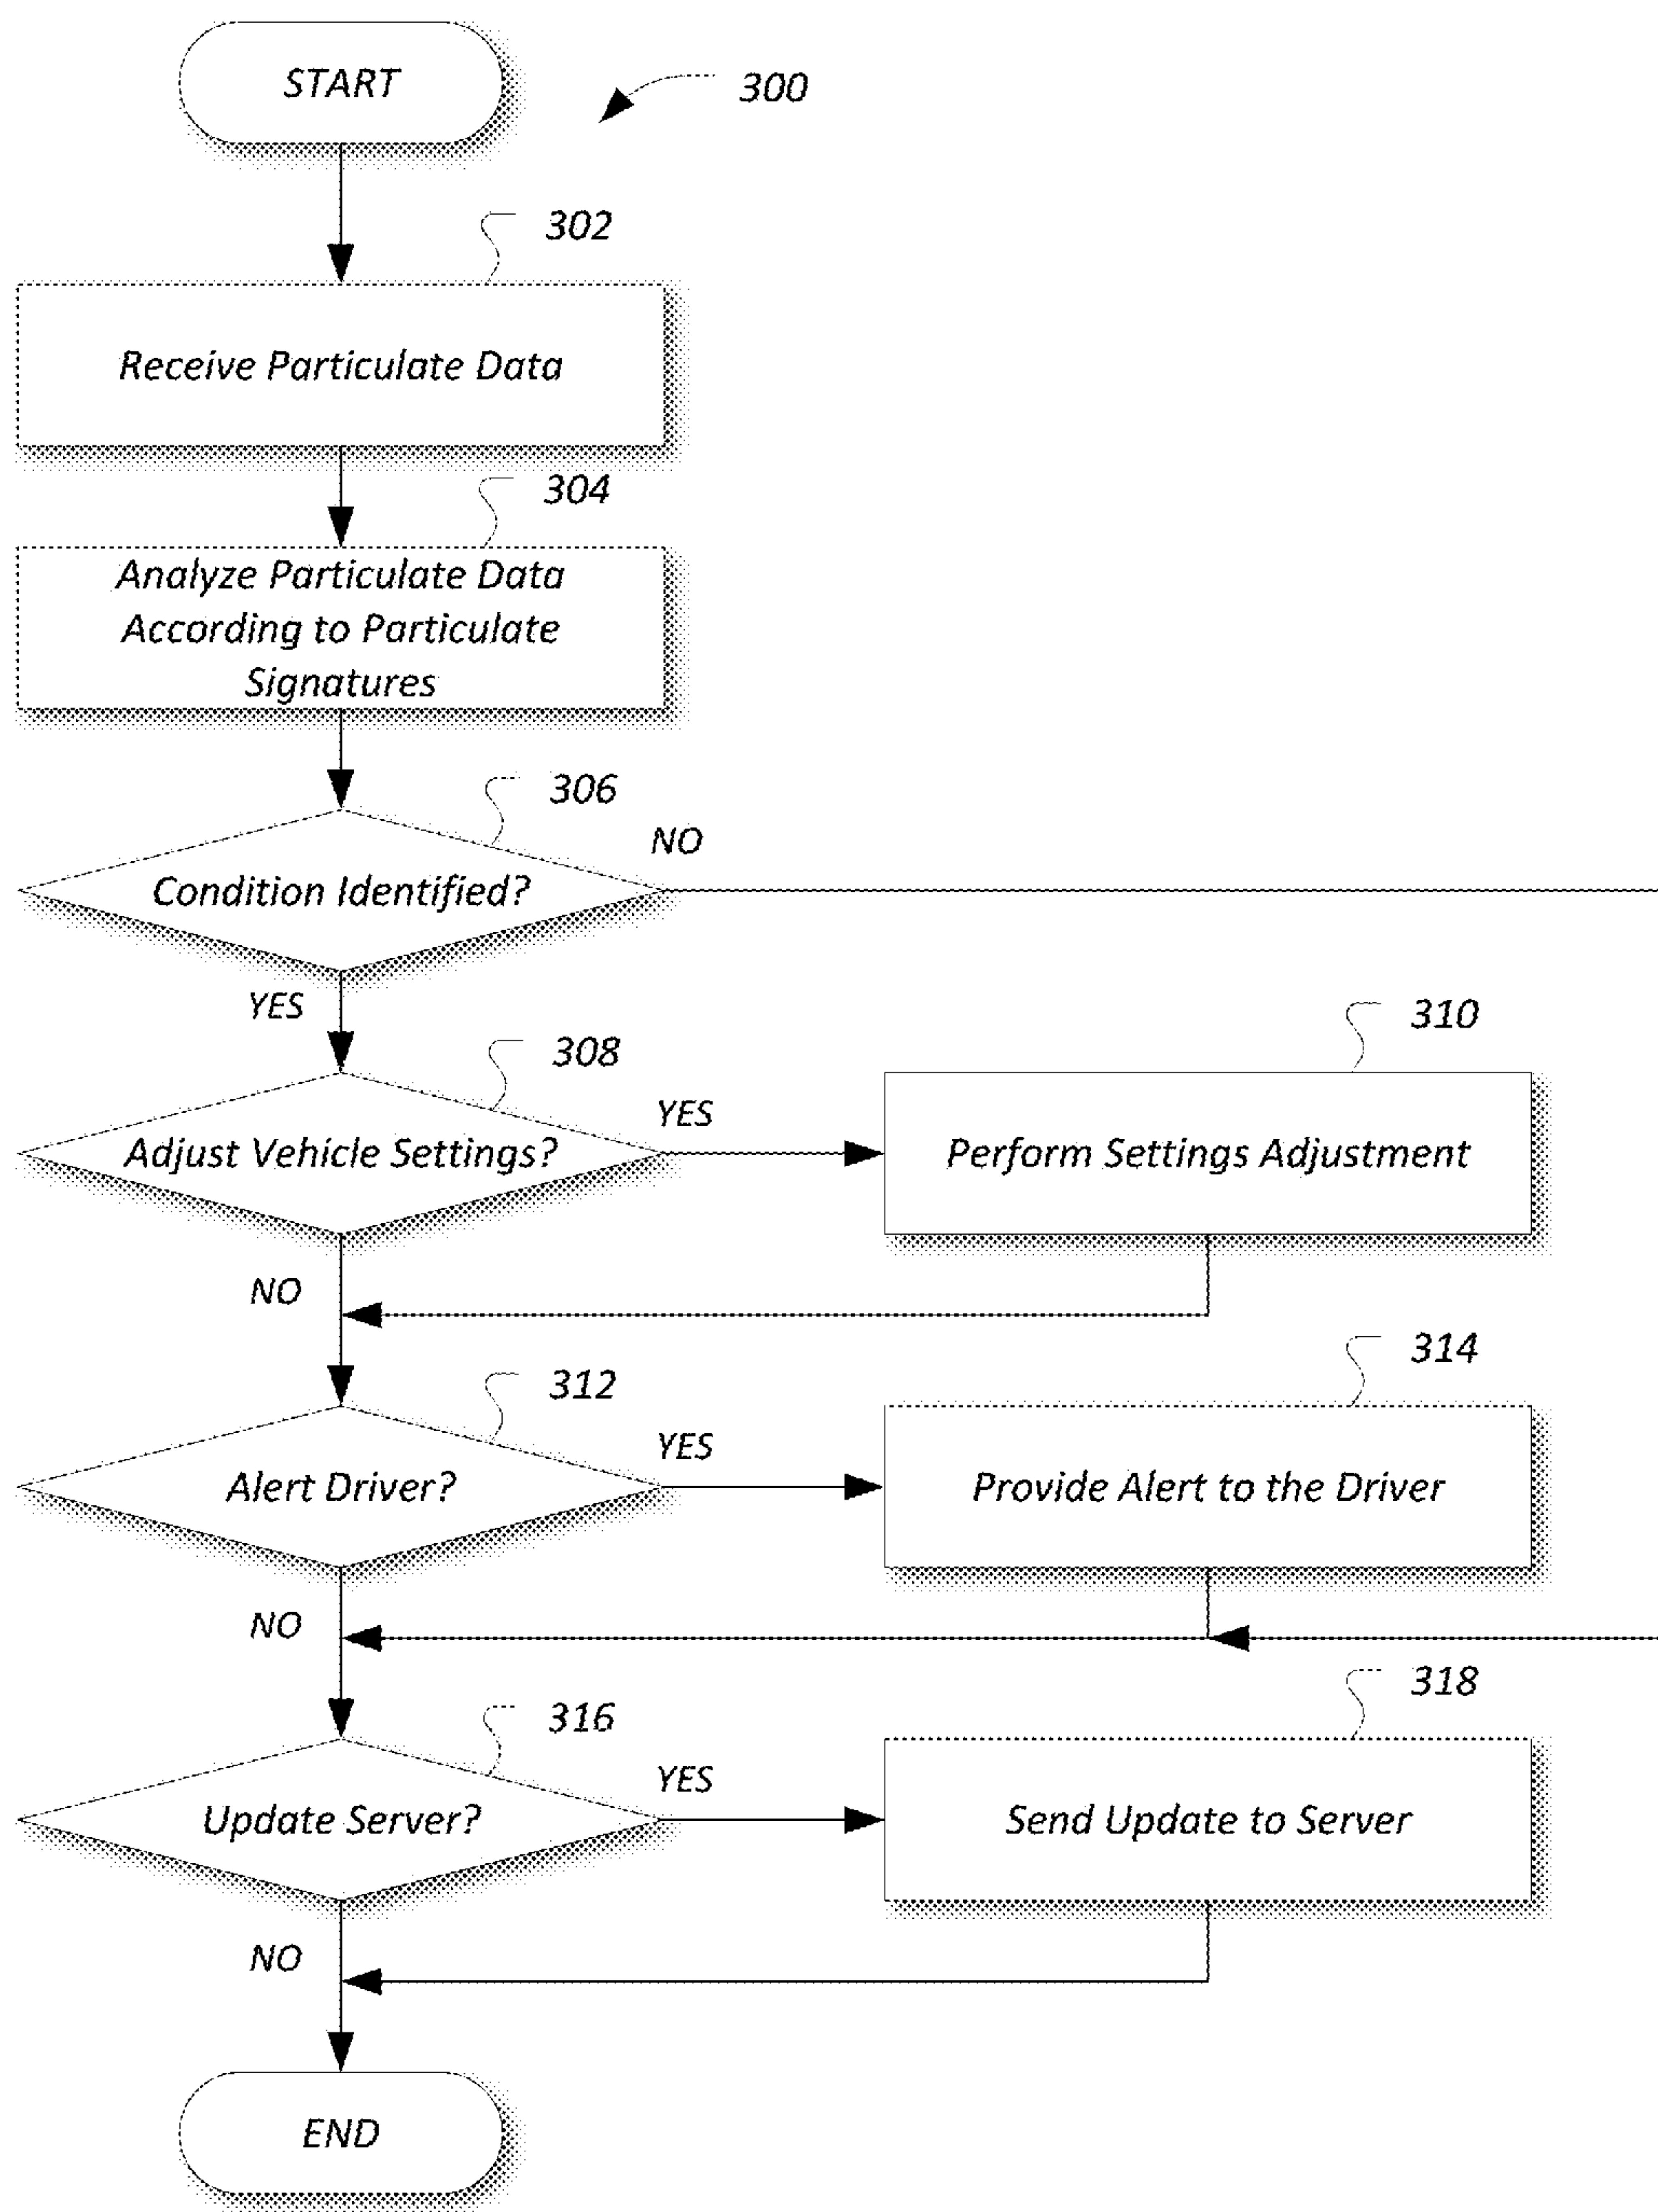 START
300
302
Receive Particulate Data
304
Analyze Particulate Data
According to Particulate
Signatures
306
NO
Condition Identified?
YES
308
310
YES
Adjust Vehicle Settings?
Perform Settings Adjustment
NO
312
314
YES
Alert Driver?
Provide Alert to the Driver
NO
316
318
YES
Update Server?
Send Update to Server
NO
END